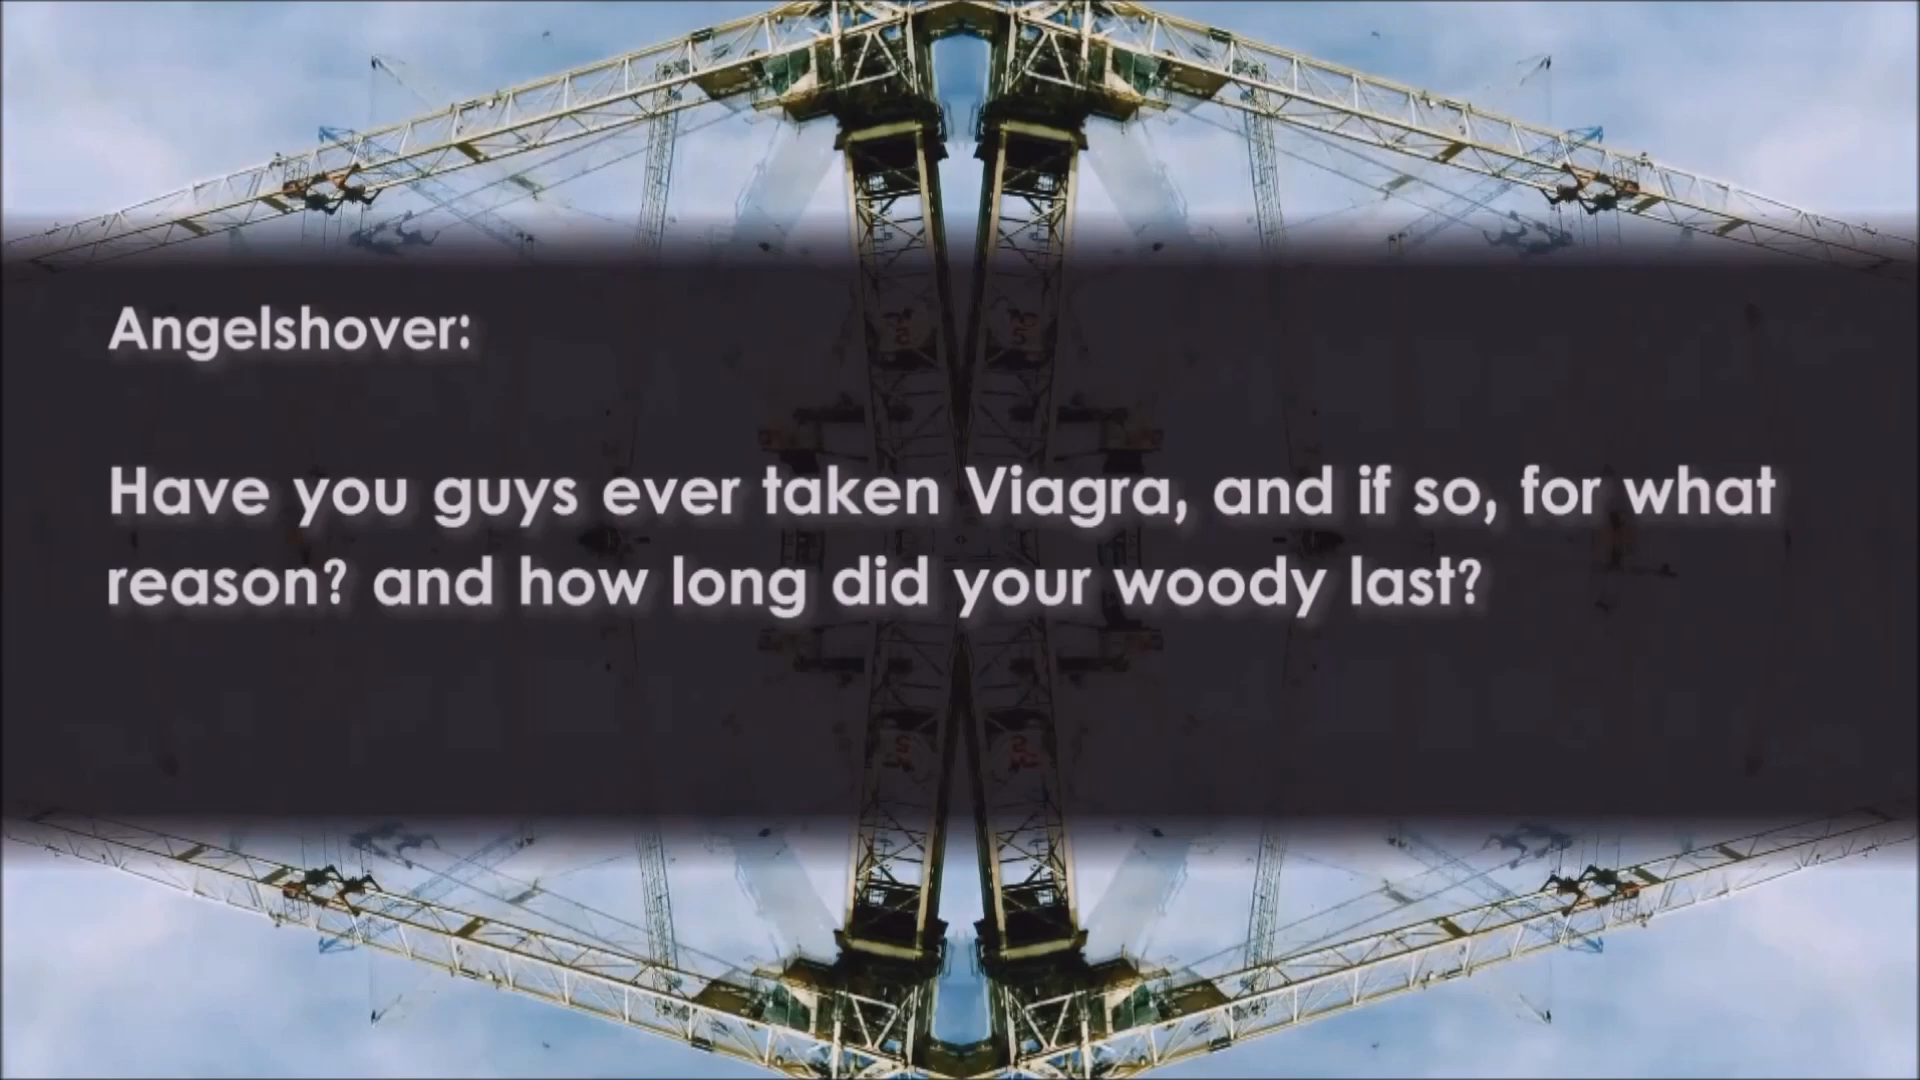 Angelshover:
Have you guys ever taken Viagra, and if so, for what
reason? and how long did your woody last?